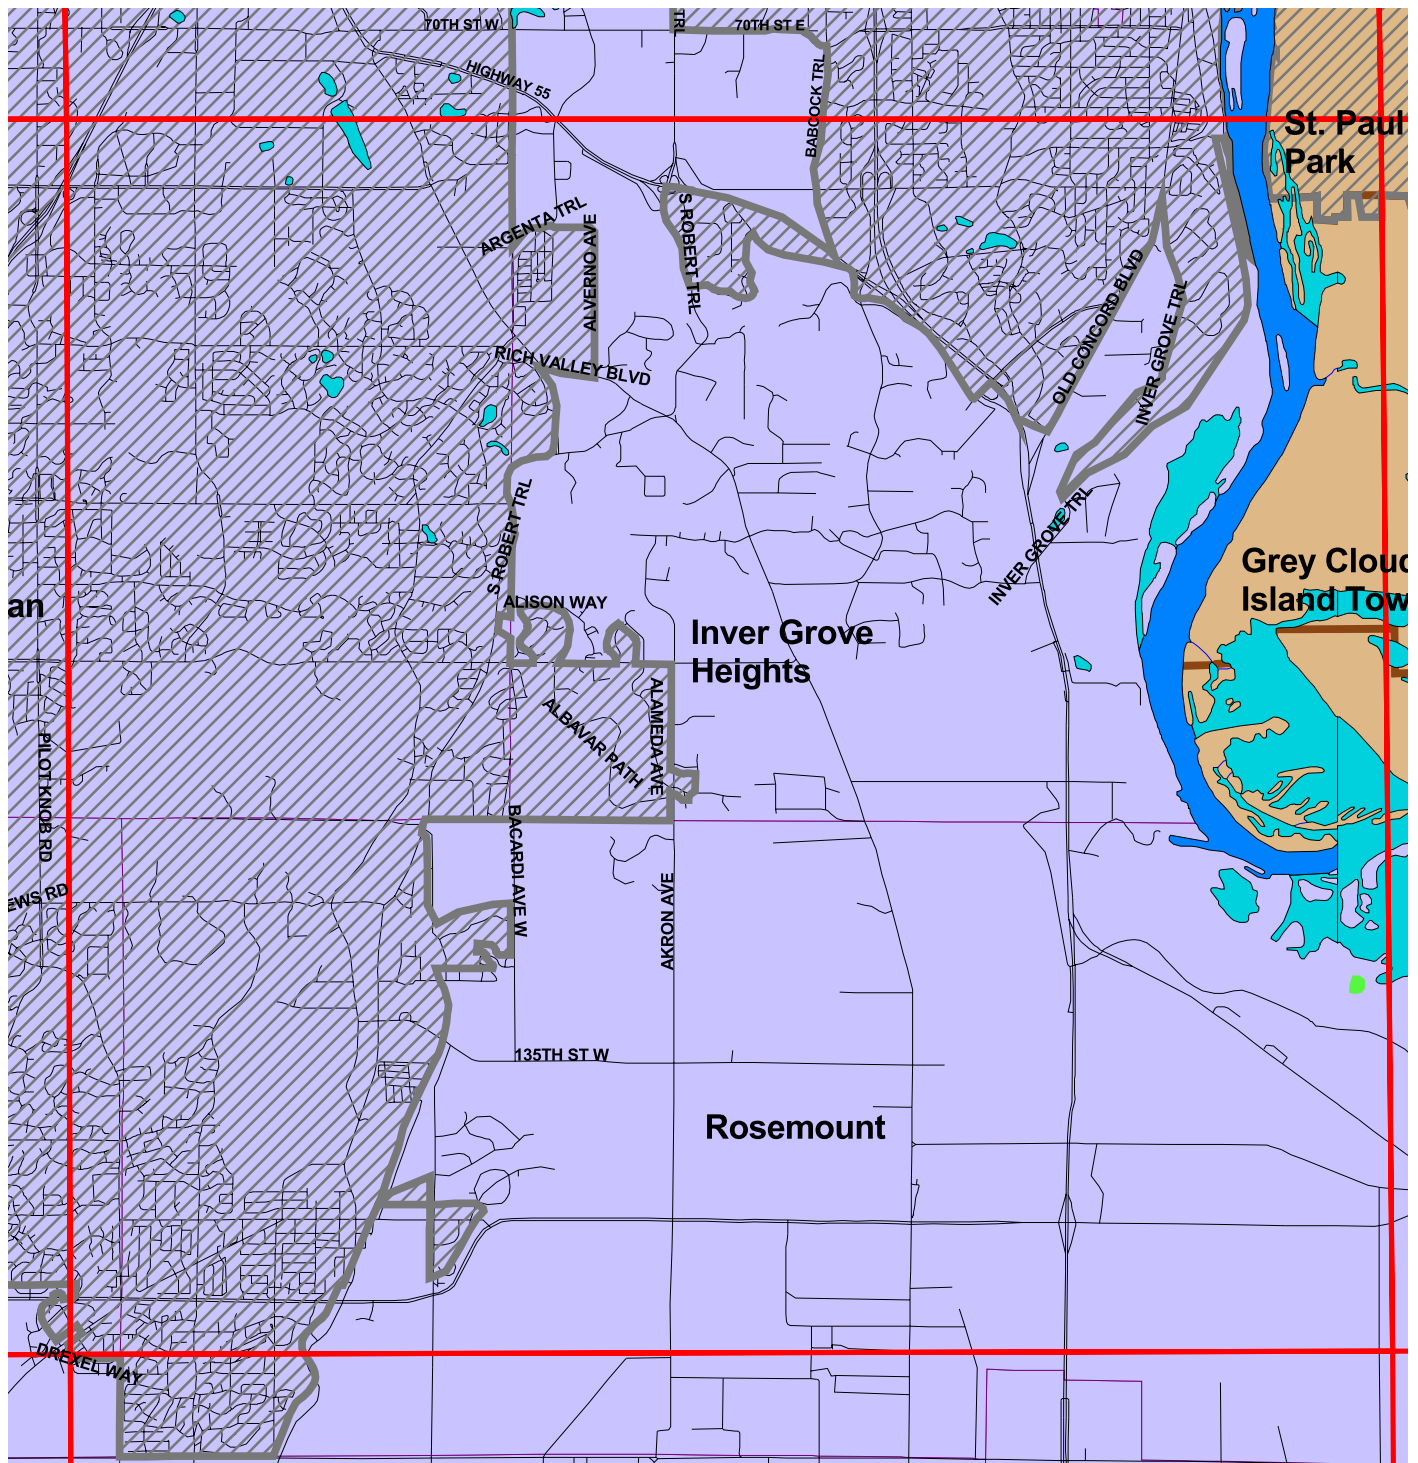 70TH ST W
TRL
70TH ST E
HIGHWAY 55
BABCOCK TRL
St. Paul
Park
ARGENTA TRL
ALVERNO AVE
S ROBERT TRL
OLD CONCORD BLVD
INVER GROVE TRL
RICH VALLEY BLVD
S ROBERT TRL
INVER GROVE TRL
Grey Cloud
Island Tow
an
ALISON WAY
Inver Grove
Heights
ALBAVAR PATH
ALAMEDA AVE
PILOT KNOB RD
BACARDI AVE W
AKRON AVE
EWS RD
135TH ST W
Rosemount
DREXEL WAY